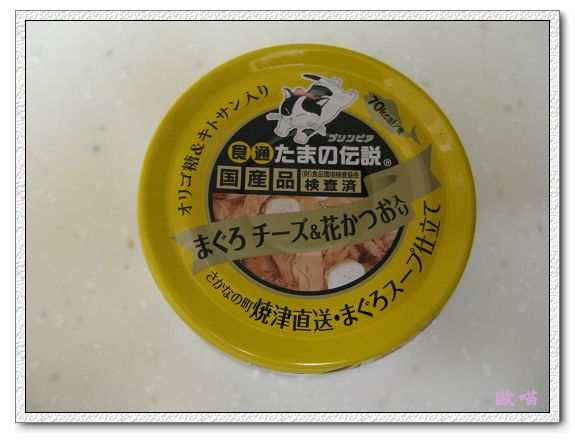 オリゴ糖&キトサン入り
70kcal/缶
プリンピア
食通たまの伝説®
国産品
(財)食品環境検査協会
検査済
まぐろ チーズ&花かつお入り
さかなの町焼津直送・まぐろスープ仕立て
歐喵